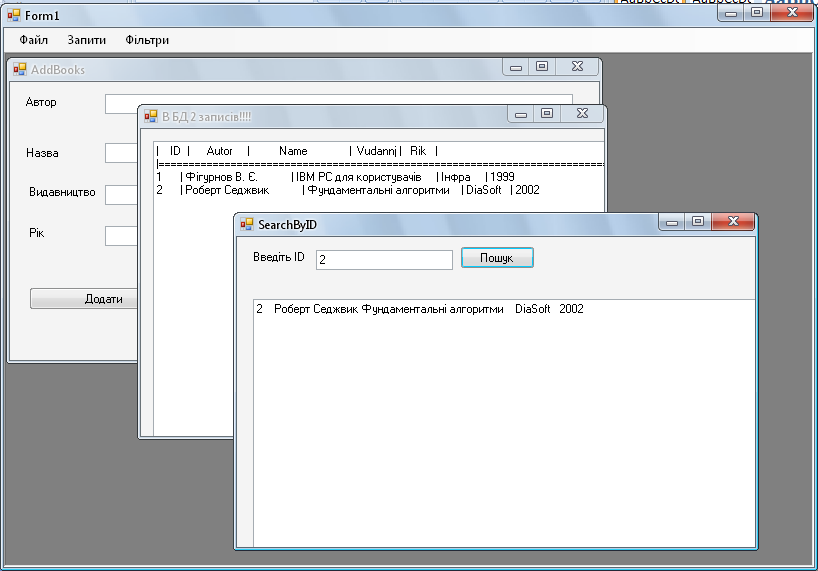 Form1
Файл Запити Фільтри
AddBooks
Автор
Назва
Видавництво
Рік
Додати
В БД 2 записів!!!!
| ID | Autor | Name | Vudannj | Rik |
|==================================================
1 | Фігурнов В. Є. | IBM PC для користувачів | Інфра | 1999
2 | Роберт Седжвик | Фундаментальні алгоритми | DiaSoft | 2002
SearchByID
Введіть ID 2 Пошук
2 Роберт Седжвик Фундаментальні алгоритми DiaSoft 2002